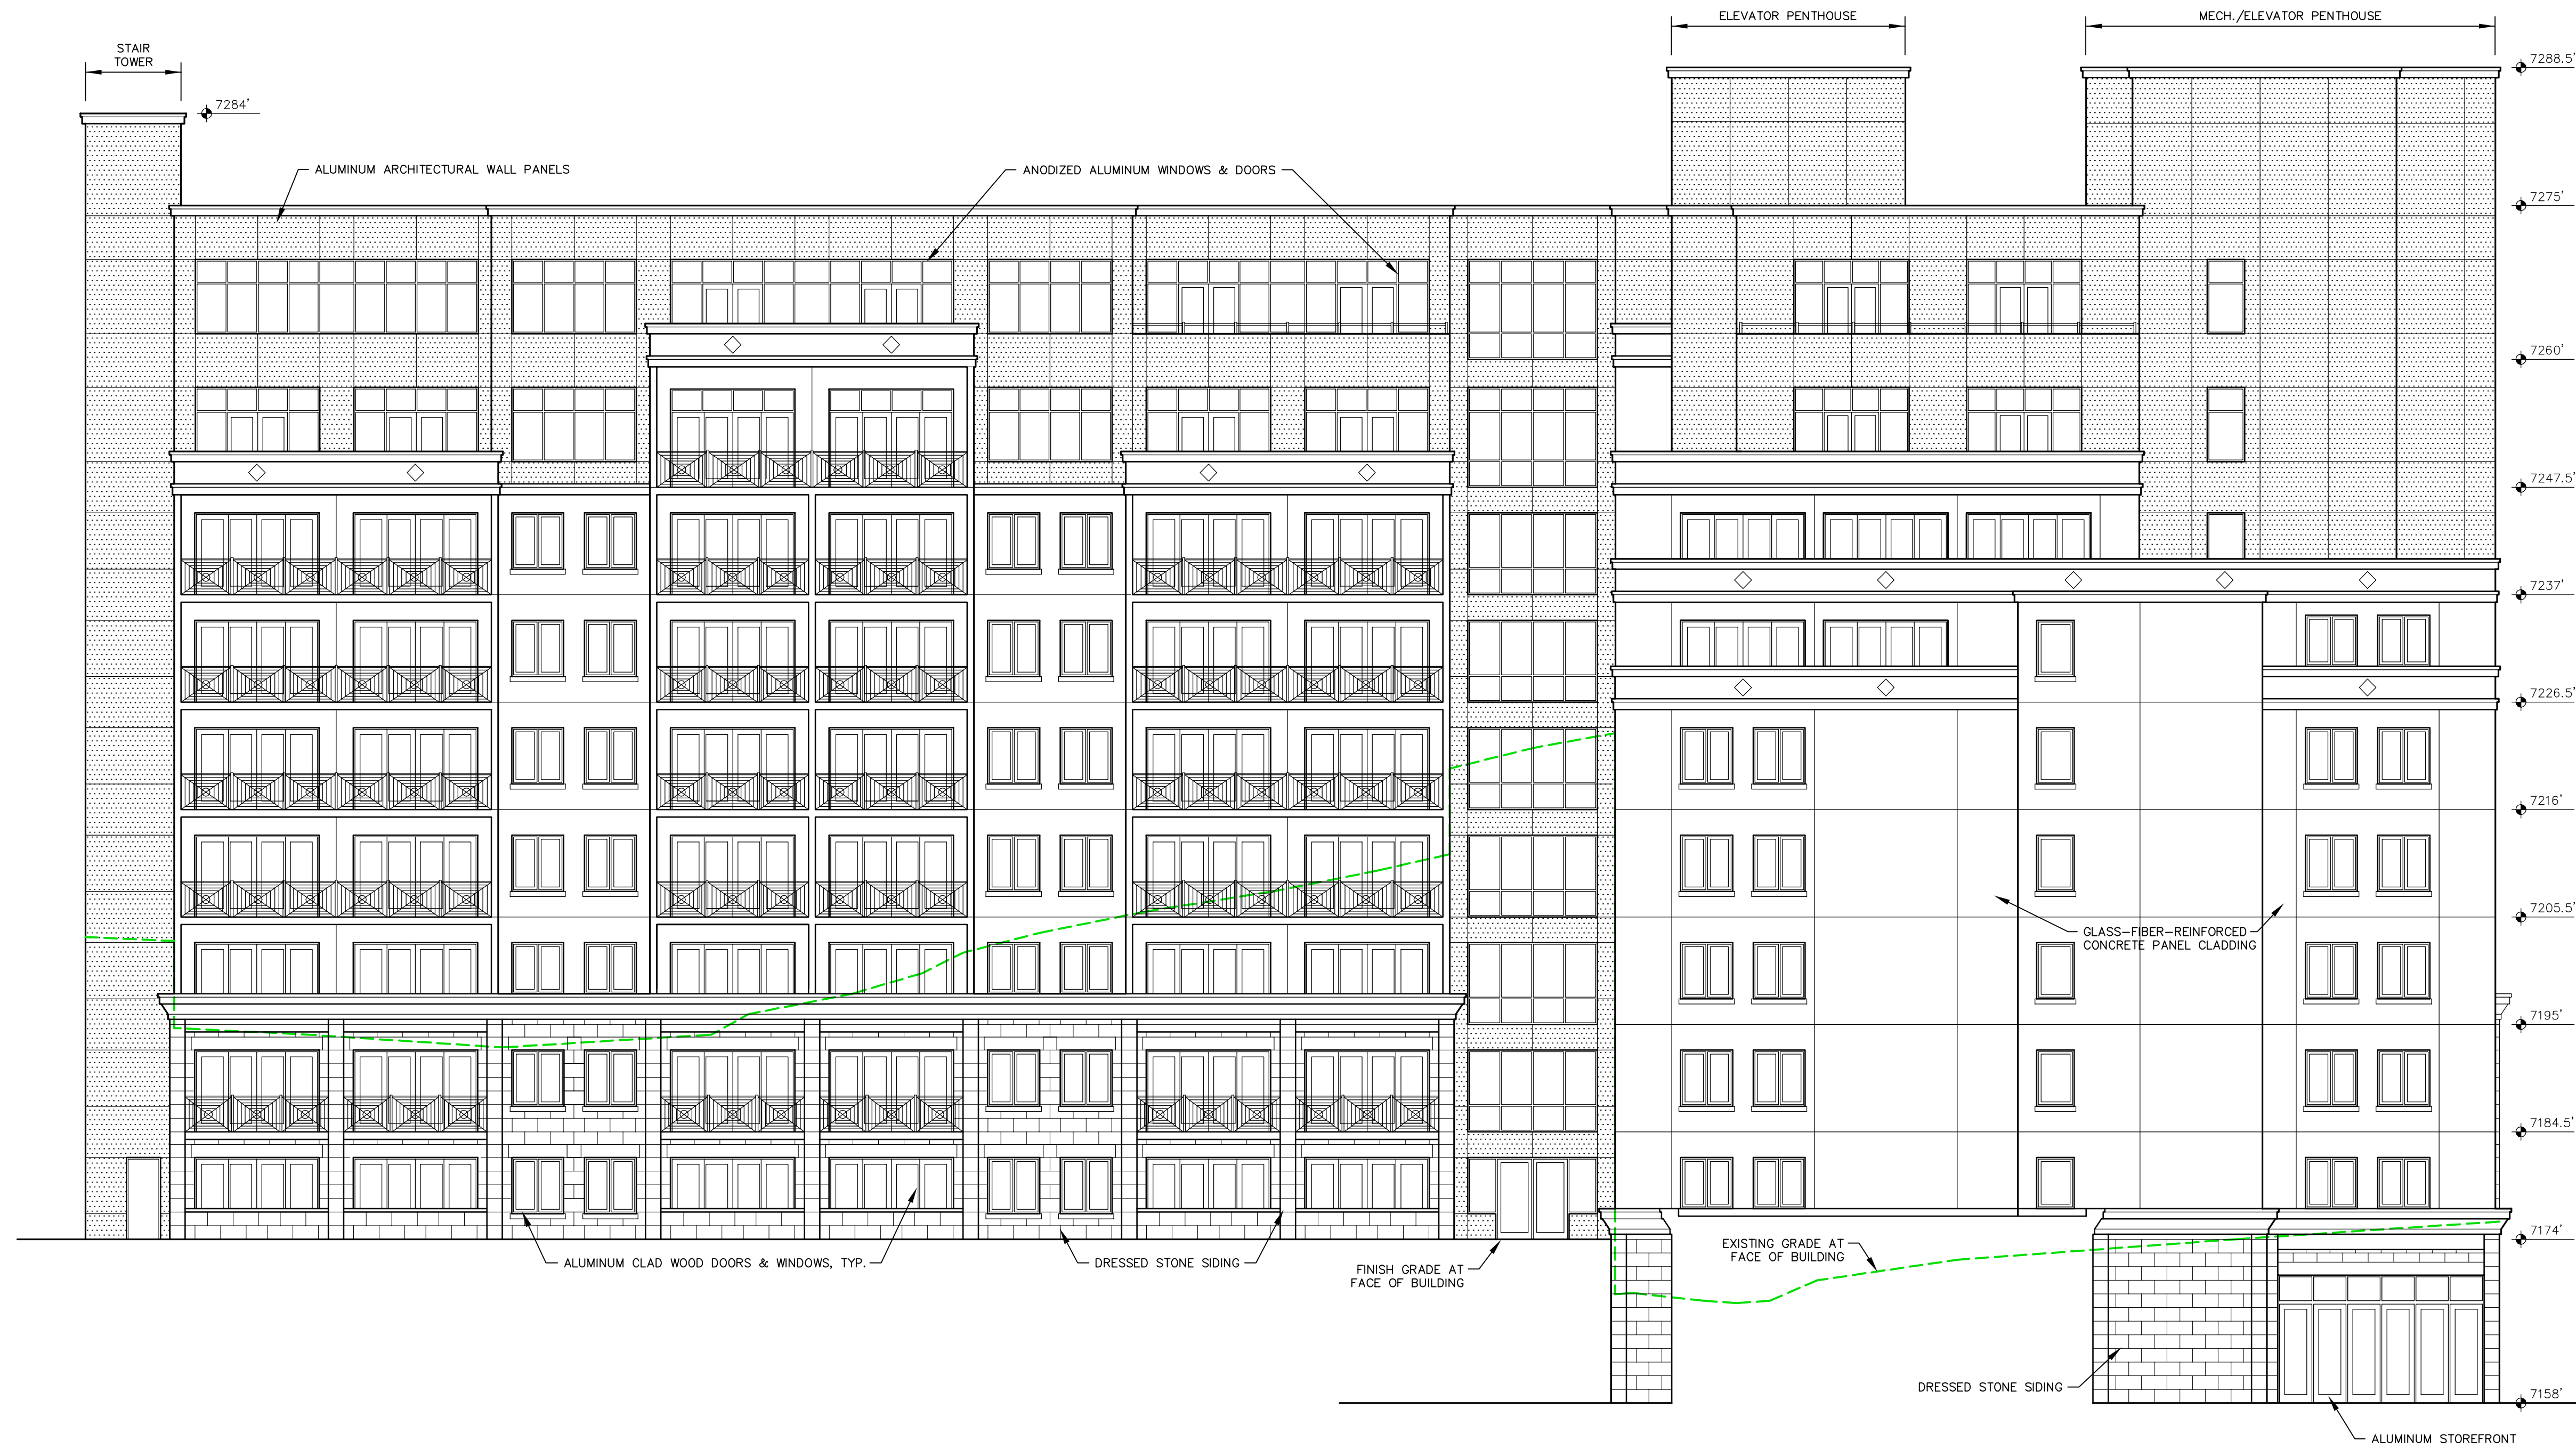 ELEVATOR PENTHOUSE
MECH./ELEVATOR PENTHOUSE
STAIR
TOWER
7288.5'
7284'
ALUMINUM ARCHITECTURAL WALL PANELS
ANODIZED ALUMINUM WINDOWS & DOORS
7275'
7260'
7247.5'
7237'
7226.5'
7216'
7205.5'
GLASS-FIBER-REINFORCED
CONCRETE PANEL CLADDING
7195'
7184.5'
7174'
ALUMINUM CLAD WOOD DOORS & WINDOWS, TYP.
DRESSED STONE SIDING
FINISH GRADE AT
FACE OF BUILDING
EXISTING GRADE AT
FACE OF BUILDING
DRESSED STONE SIDING
7158'
ALUMINUM STOREFRONT